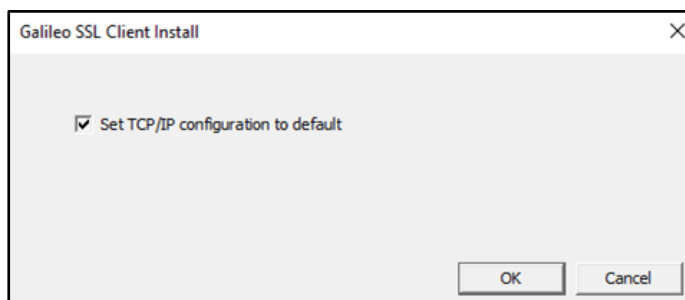 Galileo SSL Client Install
Set TCP/IP configuration to default
OK Cancel